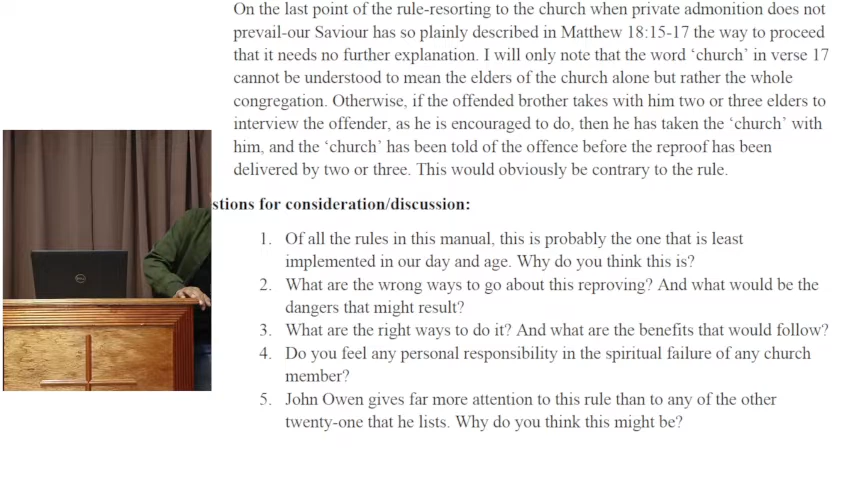 On the last point of the rule-resorting to the church when private admonition does not
prevail-our Saviour has so plainly described in Matthew 18:15-17 the way to proceed
that it needs no further explanation. I will only note that the word ‘church’ in verse 17
cannot be understood to mean the elders of the church alone but rather the whole
congregation. Otherwise, if the offended brother takes with him two or three elders to
interview the offender, as he is encouraged to do, then he has taken the ‘church’ with
him, and the ‘church’ has been told of the offence before the reproof has been
delivered by two or three. This would obviously be contrary to the rule.
stions for consideration/discussion:
1. Of all the rules in this manual, this is probably the one that is least
implemented in our day and age. Why do you think this is?
2. What are the wrong ways to go about this reproving? And what would be the
dangers that might result?
3. What are the right ways to do it? And what are the benefits that would follow?
4. Do you feel any personal responsibility in the spiritual failure of any church
member?
5. John Owen gives far more attention to this rule than to any of the other
twenty-one that he lists. Why do you think this might be?
DELL